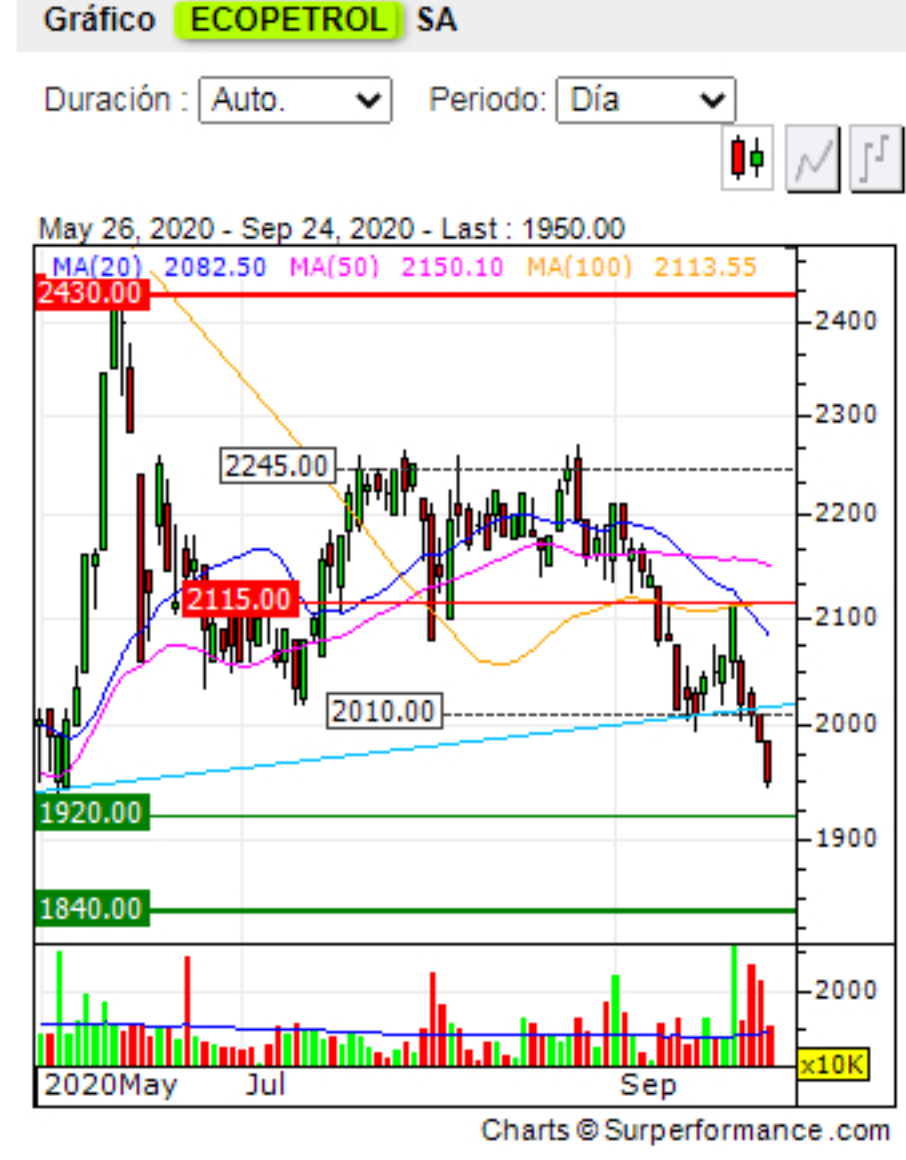 Gráfico ECOPETROL SA
Duración : Auto. Periodo: Día
May 26, 2020 - Sep 24, 2020 - Last : 1950.00
MA(20) 2082.50 MA(50) 2150.10 MA(100) 2113.55
2430.00
2400
2300
2245.00
2200
2115.00
2100
2010.00
2000
1920.00
1900
1840.00
2000
x10K
2020May Jul Sep
Charts © Surperformance.com